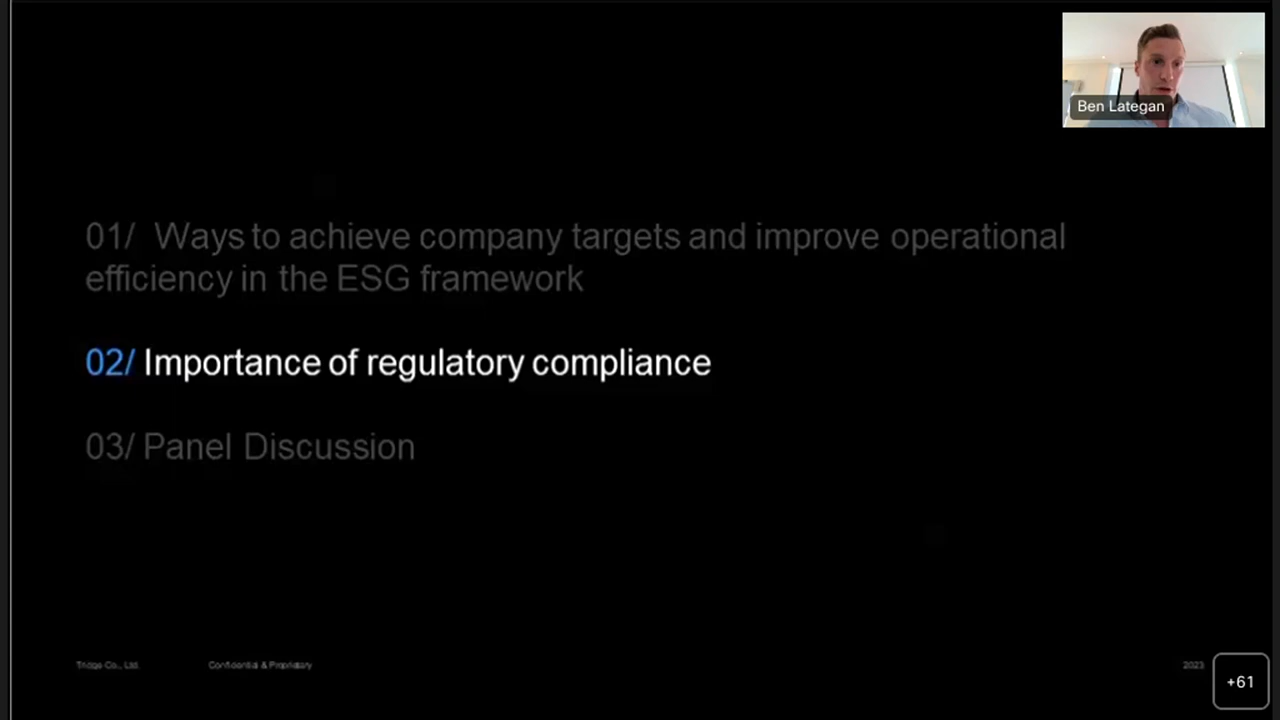 Ben Lategan
01/ Ways to achieve company targets and improve operational
efficiency in the ESG framework
02/ Importance of regulatory compliance
03/ Panel Discussion
Tridge Co., Ltd. Confidential & Proprietary 2023
+61